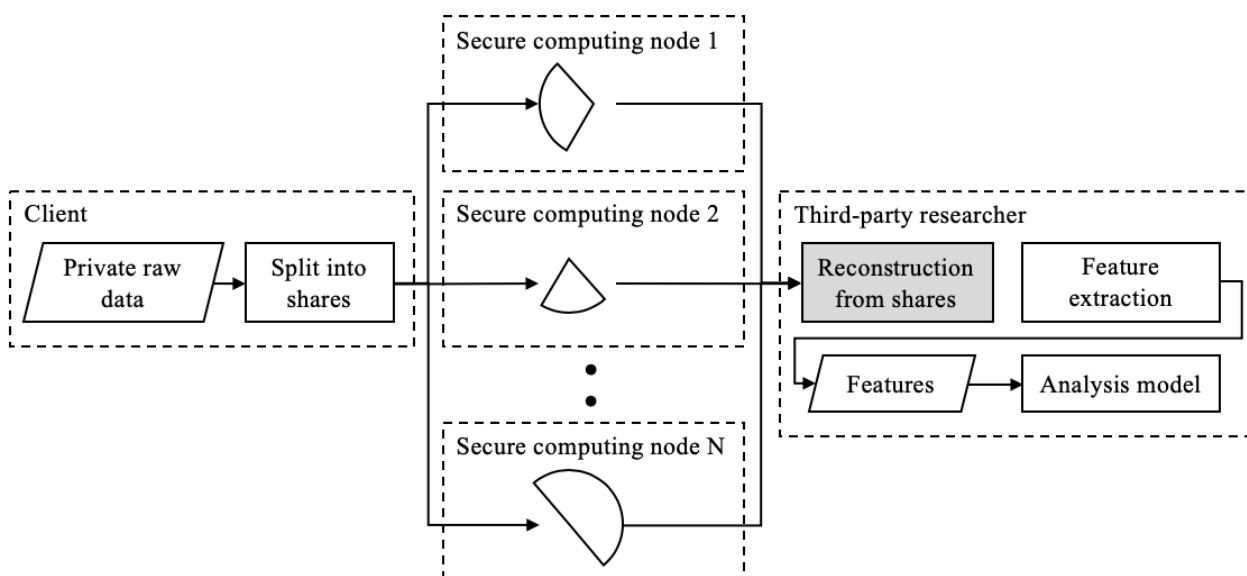 Secure computing node 1
Client
Private raw
data
Split into
shares
Secure computing node 2
Third-party researcher
Reconstruction
from shares
Feature
extraction
Features
Analysis model
Secure computing node N